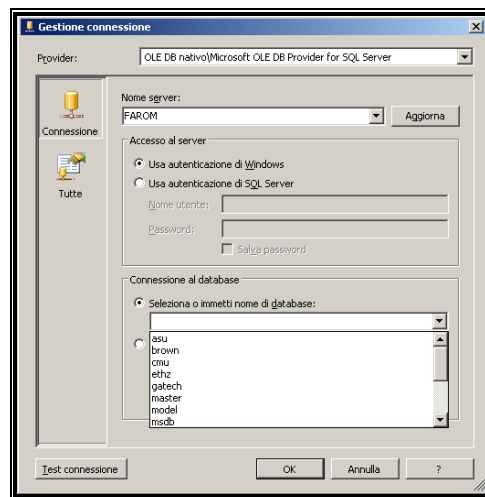 Gestione connessione
Provider:
OLE DB nativo\Microsoft OLE DB Provider for SQL Server
Connessione
Tutte
Nome server:
FAROM
Aggiorna
Accesso al server
Usa autenticazione di Windows
Usa autenticazione di SQL Server
Nome utente:
Password:
Salva password
Connessione al database
Seleziona o immetti nome di database:
asu
brown
cmu
ethz
gatech
master
model
msdb
Test connessione
OK
Annulla
?